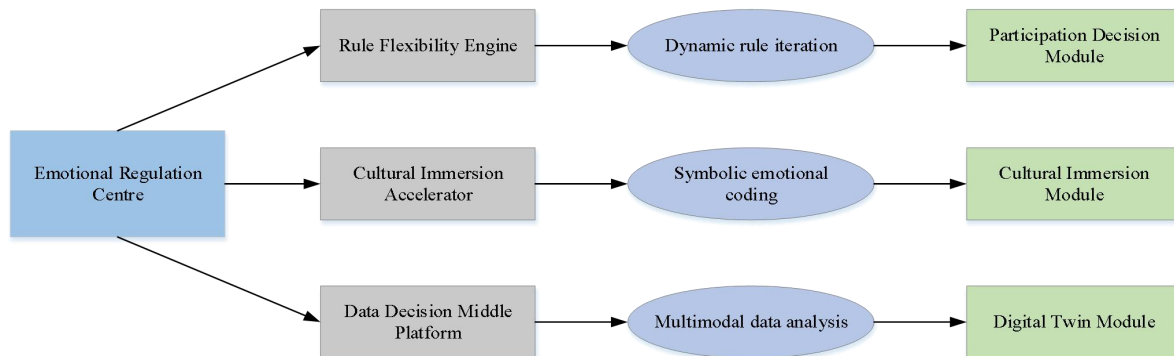 Rule Flexibility Engine
Dynamic rule iteration
Participation Decision
Module
Emotional Regulation
Centre
Cultural Immersion
Accelerator
Symbolic emotional
coding
Cultural Immersion
Module
Data Decision Middle
Platform
Multimodal data analysis
Digital Twin Module